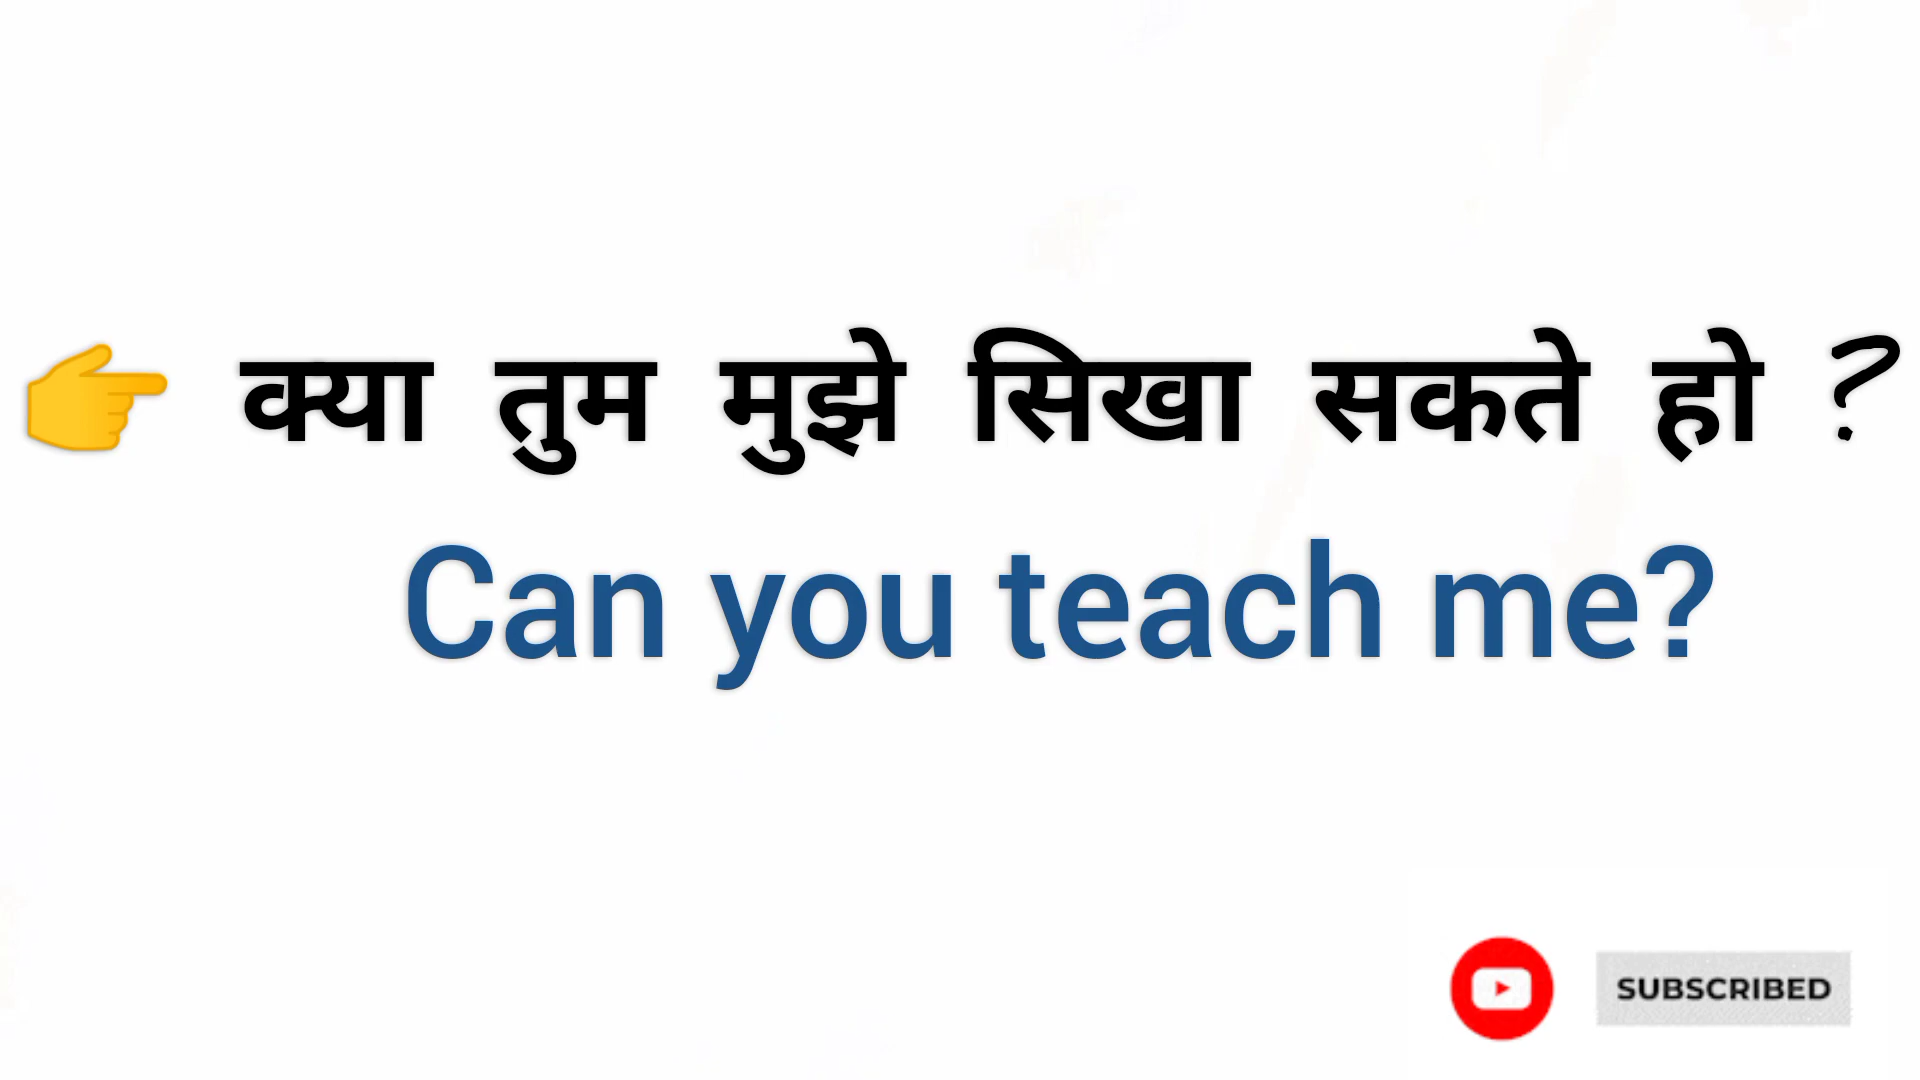 👉 क्या तुम मुझे सिखा सकते हो ?
Can you teach me?
SUBSCRIBED